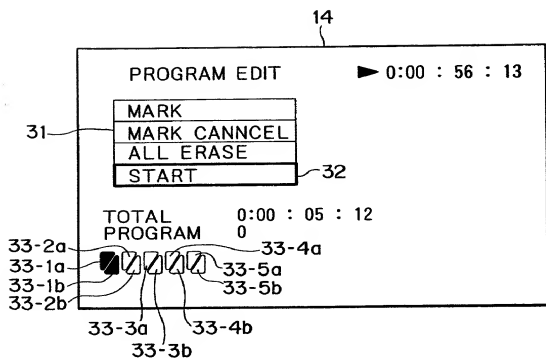 14
PROGRAM EDIT ▶ 0:00 : 56 : 13
MARK
31
MARK CANNCEL
ALL ERASE
START
32
TOTAL 0:00 : 05 : 12
PROGRAM 0
33-2a
33-4a
33-1a
33-5a
33-1b
33-5b
33-2b
33-3a
33-4b
33-3b